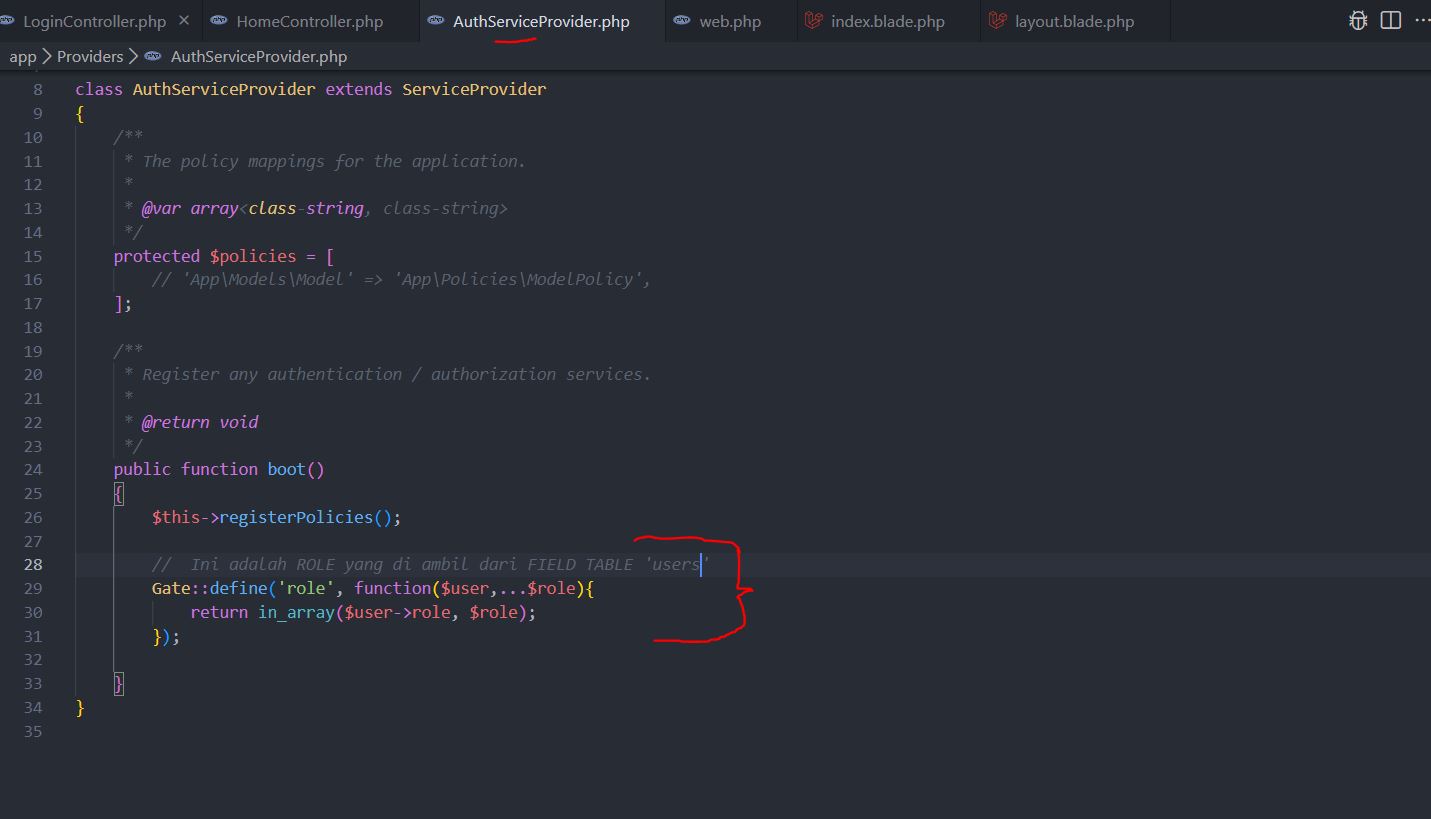 LoginController.php × HomeController.php AuthServiceProvider.php web.php index.blade.php layout.blade.php
app > Providers > AuthServiceProvider.php
8 class AuthServiceProvider extends ServiceProvider
9 {
10 /**
11 * The policy mappings for the application.
12 *
13 * @var array<class-string, class-string>
14 */
15 protected $policies = [
16 // 'App\Models\Model' => 'App\Policies\ModelPolicy',
17 ];
18
19 /**
20 * Register any authentication / authorization services.
21 *
22 * @return void
23 */
24 public function boot()
25 {
26 $this->registerPolicies();
27
28 //  Ini adalah ROLE yang di ambil dari FIELD TABLE 'users'
29 Gate::define('role', function($user,...$role){
30 return in_array($user->role, $role);
31 });
32
33 }
34 }
35